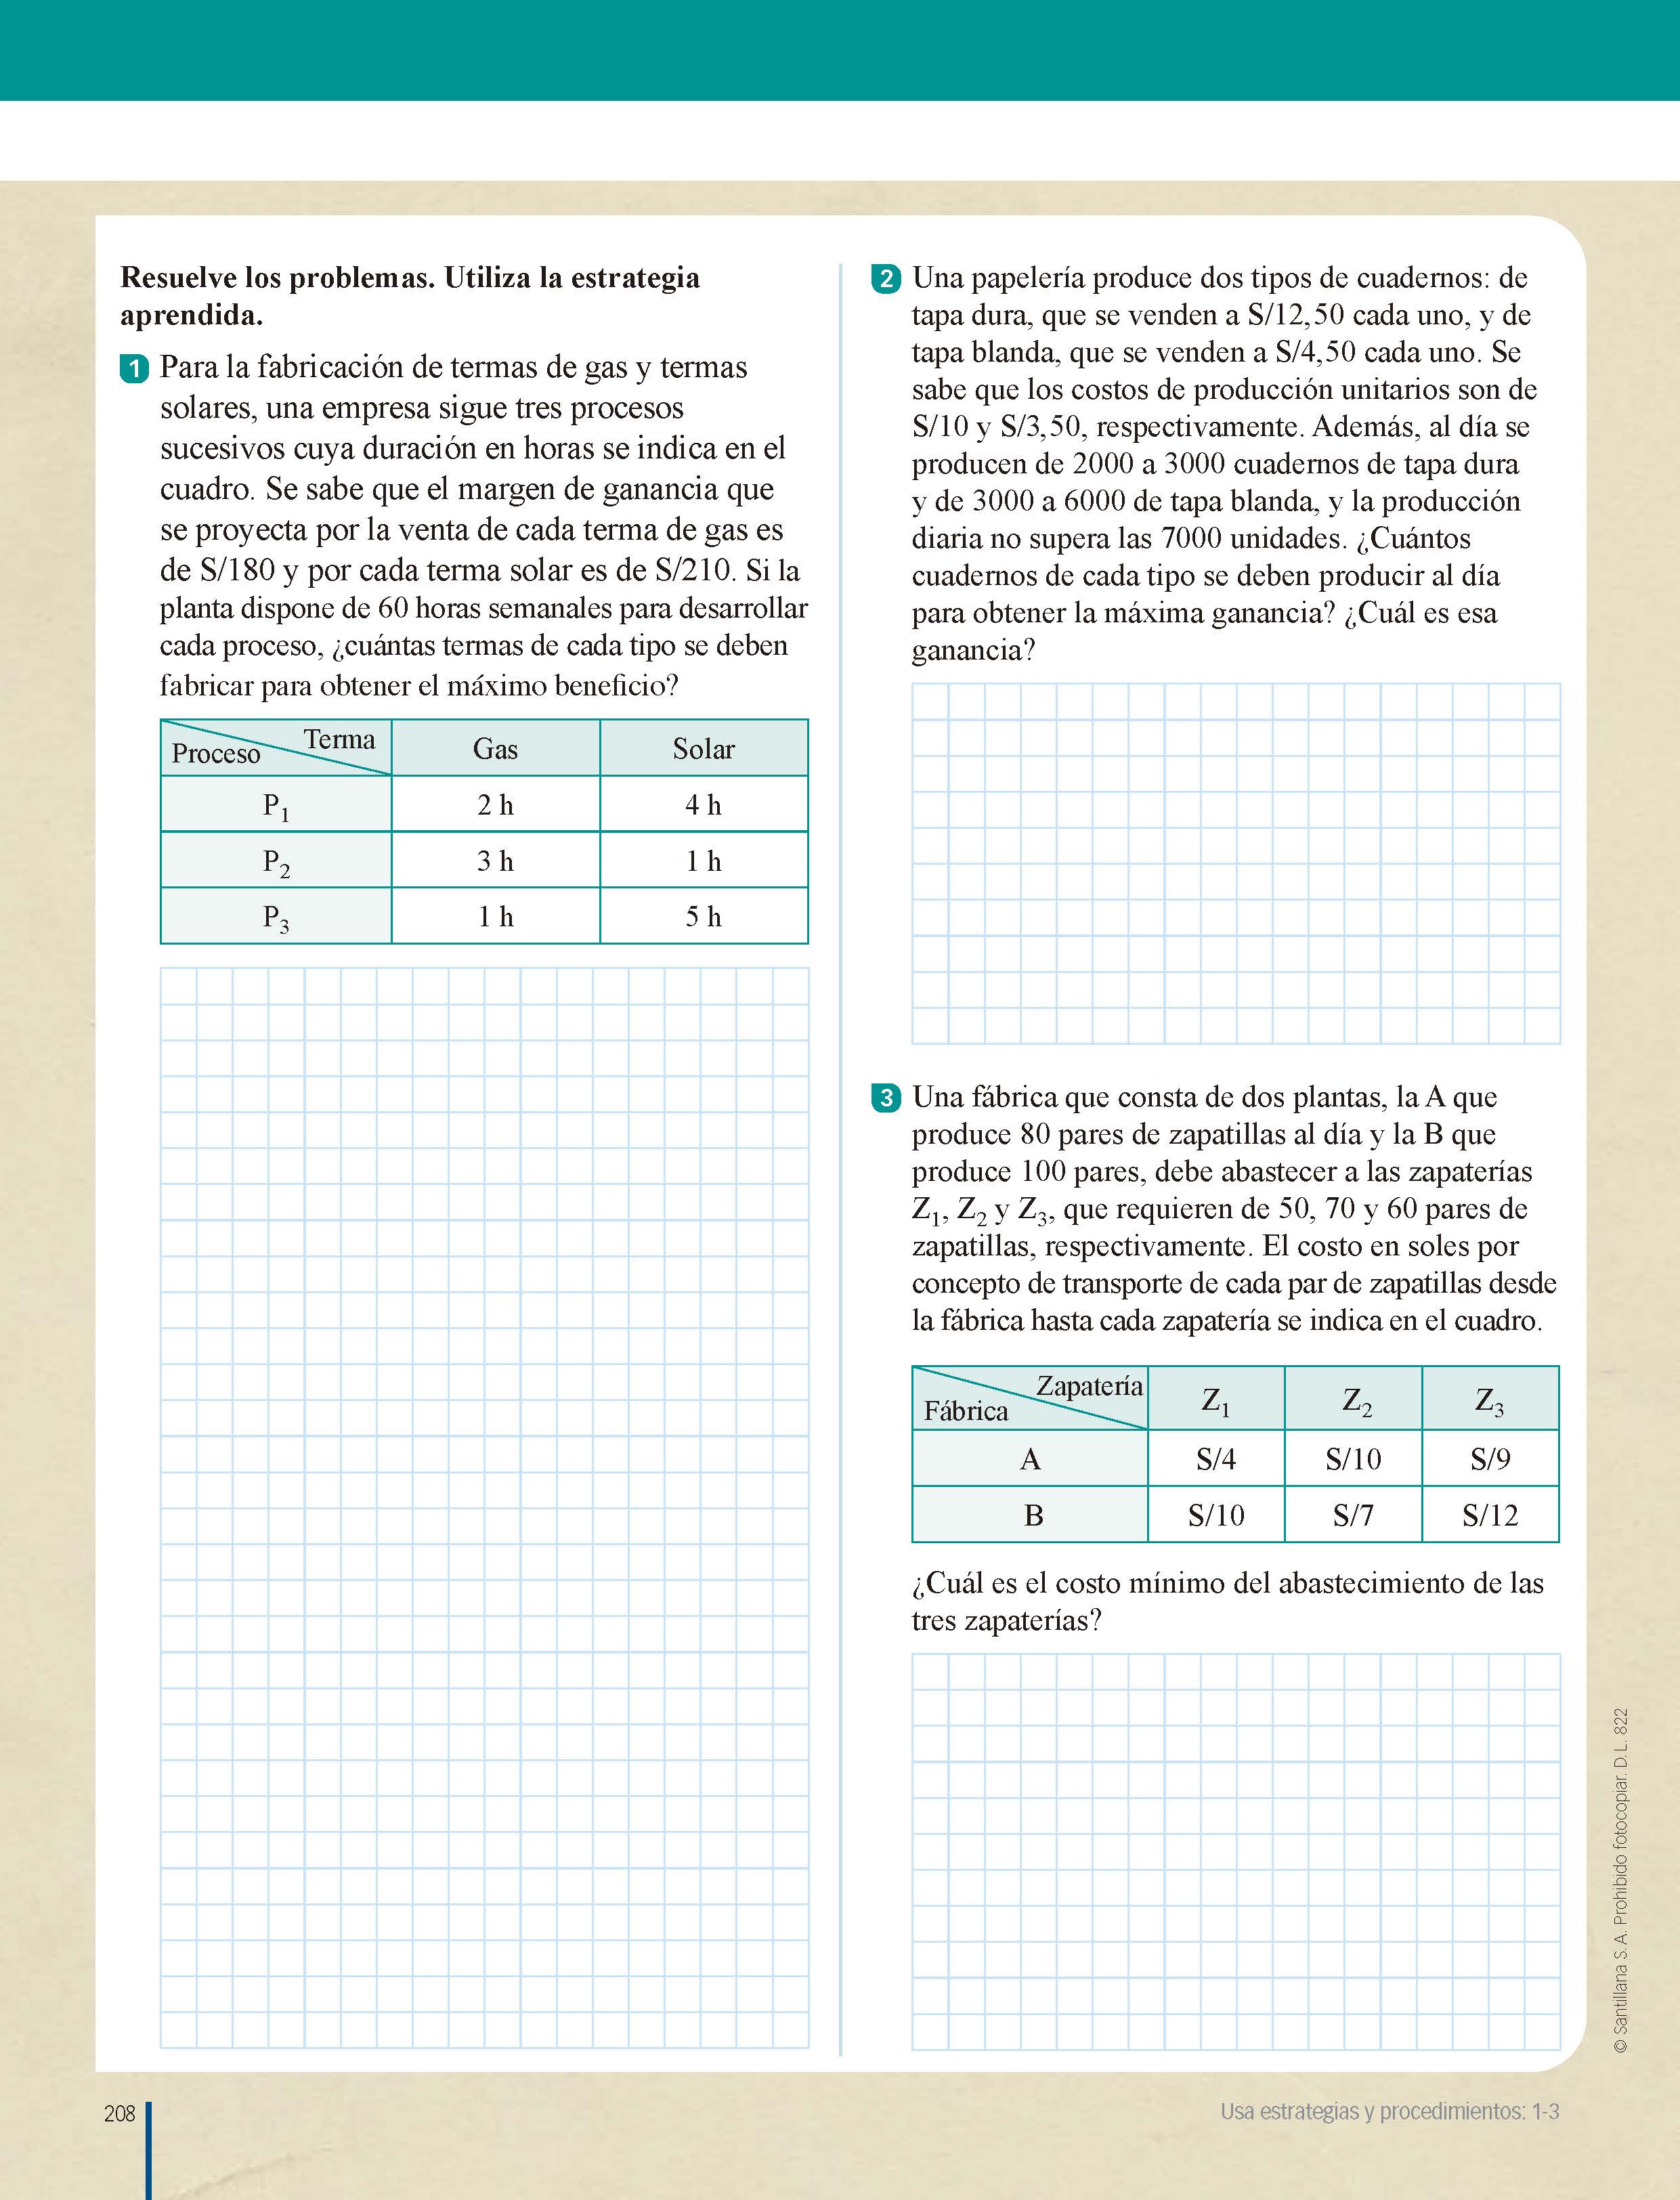 Resuelve los problemas. Utiliza la estrategia
aprendida.
1 Para la fabricación de termas de gas y termas
solares, una empresa sigue tres procesos
sucesivos cuya duración en horas se indica en el
cuadro. Se sabe que el margen de ganancia que
se proyecta por la venta de cada terma de gas es
de S/180 y por cada terma solar es de S/210. Si la
planta dispone de 60 horas semanales para desarrollar
cada proceso, ¿cuántas termas de cada tipo se deben
fabricar para obtener el máximo beneficio?
Proceso Terma Gas Solar
P1 2 h 4 h
P2 3 h 1 h
P3 1 h 5 h
2 Una papelería produce dos tipos de cuadernos: de
tapa dura, que se venden a S/12,50 cada uno, y de
tapa blanda, que se venden a S/4,50 cada uno. Se
sabe que los costos de producción unitarios son de
S/10 y S/3,50, respectivamente. Además, al día se
producen de 2000 a 3000 cuadernos de tapa dura
y de 3000 a 6000 de tapa blanda, y la producción
diaria no supera las 7000 unidades. ¿Cuántos
cuadernos de cada tipo se deben producir al día
para obtener la máxima ganancia? ¿Cuál es esa
ganancia?
3 Una fábrica que consta de dos plantas, la A que
produce 80 pares de zapatillas al día y la B que
produce 100 pares, debe abastecer a las zapaterías
Z1, Z2 y Z3, que requieren de 50, 70 y 60 pares de
zapatillas, respectivamente. El costo en soles por
concepto de transporte de cada par de zapatillas desde
la fábrica hasta cada zapatería se indica en el cuadro.
Fábrica Zapatería Z1 Z2 Z3
A S/4 S/10 S/9
B S/10 S/7 S/12
¿Cuál es el costo mínimo del abastecimiento de las
tres zapaterías?
© Santillana S. A. Prohibido fotocopiar. D. L. 822
208
Usa estrategias y procedimientos: 1-3